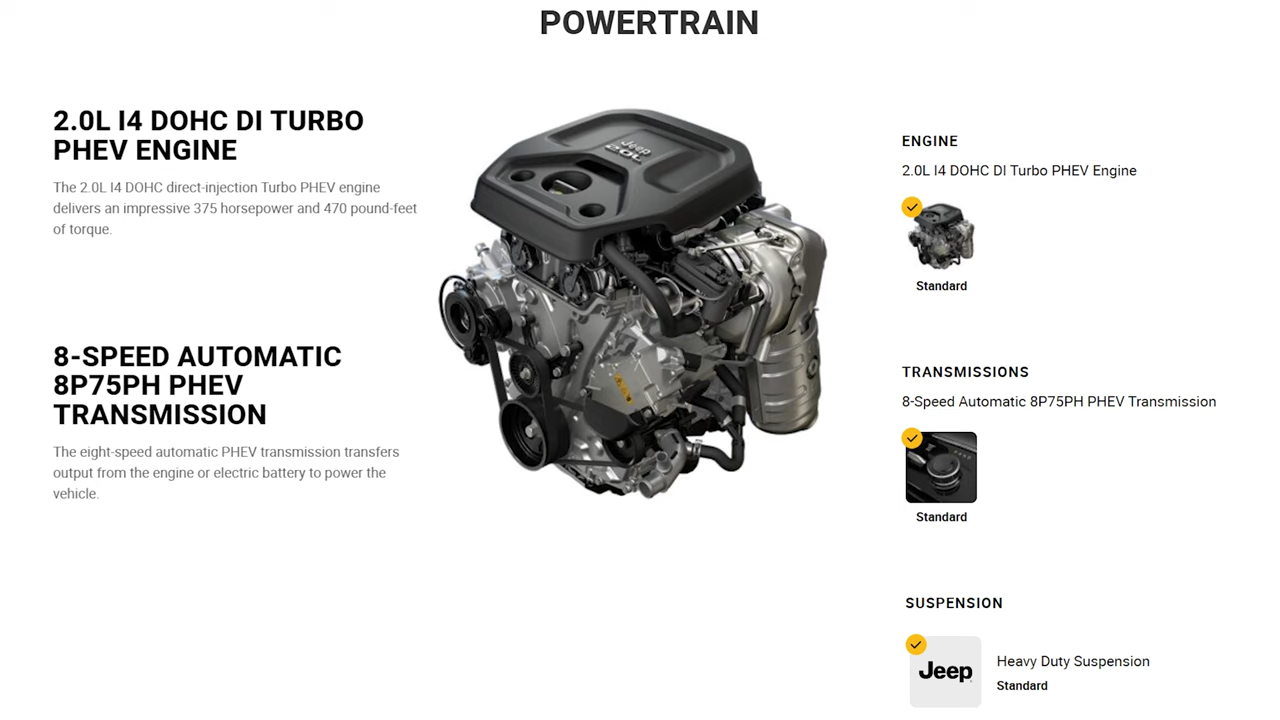 POWERTRAIN
2.0L I4 DOHC DI TURBO
PHEV ENGINE
The 2.0L I4 DOHC direct-injection Turbo PHEV engine
delivers an impressive 375 horsepower and 470 pound-feet
of torque.
8-SPEED AUTOMATIC
8P75PH PHEV
TRANSMISSION
The eight-speed automatic PHEV transmission transfers
output from the engine or electric battery to power the
vehicle.
Jeep
2.0L
ENGINE
2.0L I4 DOHC DI Turbo PHEV Engine
Standard
TRANSMISSIONS
8-Speed Automatic 8P75PH PHEV Transmission
Standard
SUSPENSION
Jeep
Heavy Duty Suspension
Standard